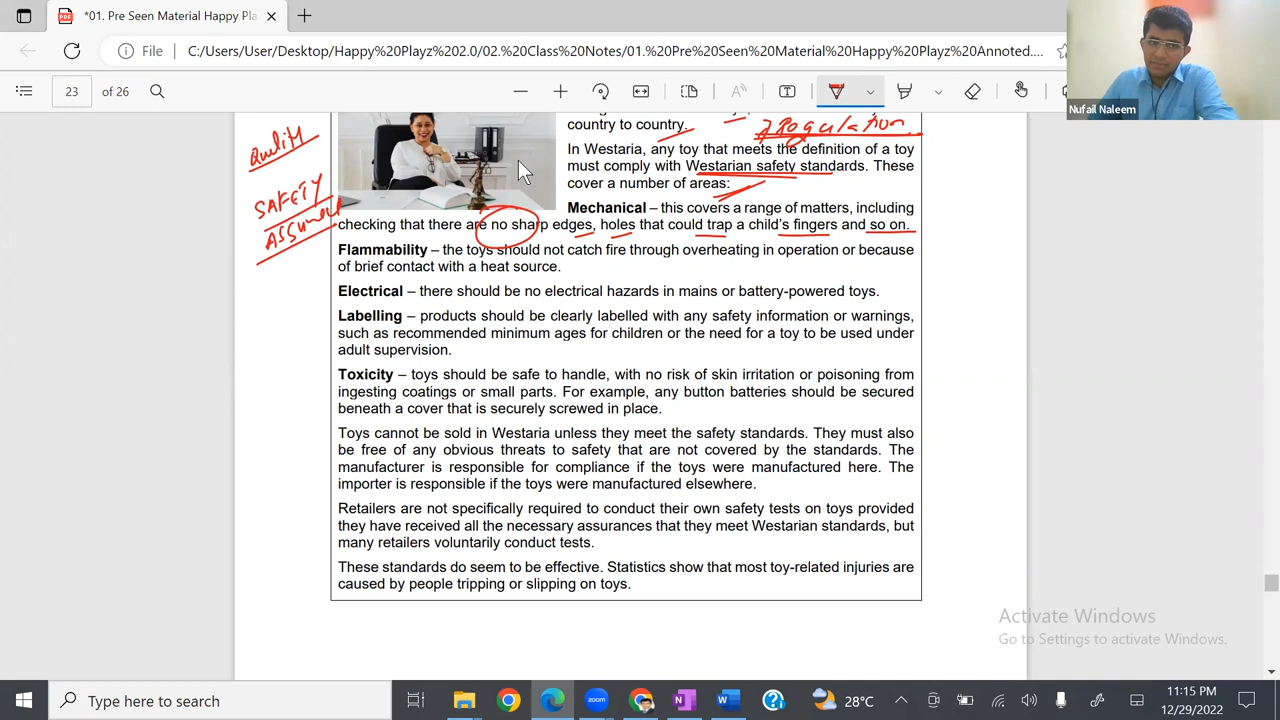 *01. Pre Seen Material Happy Pla
File
C:/Users/User/Desktop/Happy%20Playz%202.0/02.%20Class%20Notes/01.%20Pre%20Seen%20Material%20Happy%20Playz%20Annoted....
23 of 26
Nufail Naleem
country to country.
Regulation.
Quality
SAFETY
In Westaria, any toy that meets the definition of a toy
must comply with Westarian safety standards. These
cover a number of areas:
Mechanical – this covers a range of matters, including
checking that there are no sharp edges, holes that could trap a child's fingers and so on.
Flammability – the toys should not catch fire through overheating in operation or because
of brief contact with a heat source.
Electrical – there should be no electrical hazards in mains or battery-powered toys.
Labelling – products should be clearly labelled with any safety information or warnings,
such as recommended minimum ages for children or the need for a toy to be used under
adult supervision.
Toxicity – toys should be safe to handle, with no risk of skin irritation or poisoning from
ingesting coatings or small parts. For example, any button batteries should be secured
beneath a cover that is securely screwed in place.
Toys cannot be sold in Westaria unless they meet the safety standards. They must also
be free of any obvious threats to safety that are not covered by the standards. The
manufacturer is responsible for compliance if the toys were manufactured here. The
importer is responsible if the toys were manufactured elsewhere.
Retailers are not specifically required to conduct their own safety tests on toys provided
they have received all the necessary assurances that they meet Westarian standards, but
many retailers voluntarily conduct tests.
These standards do seem to be effective. Statistics show that most toy-related injuries are
caused by people tripping or slipping on toys.
Activate Windows
Go to Settings to activate Windows.
Type here to search
28°C
11:15 PM
12/29/2022